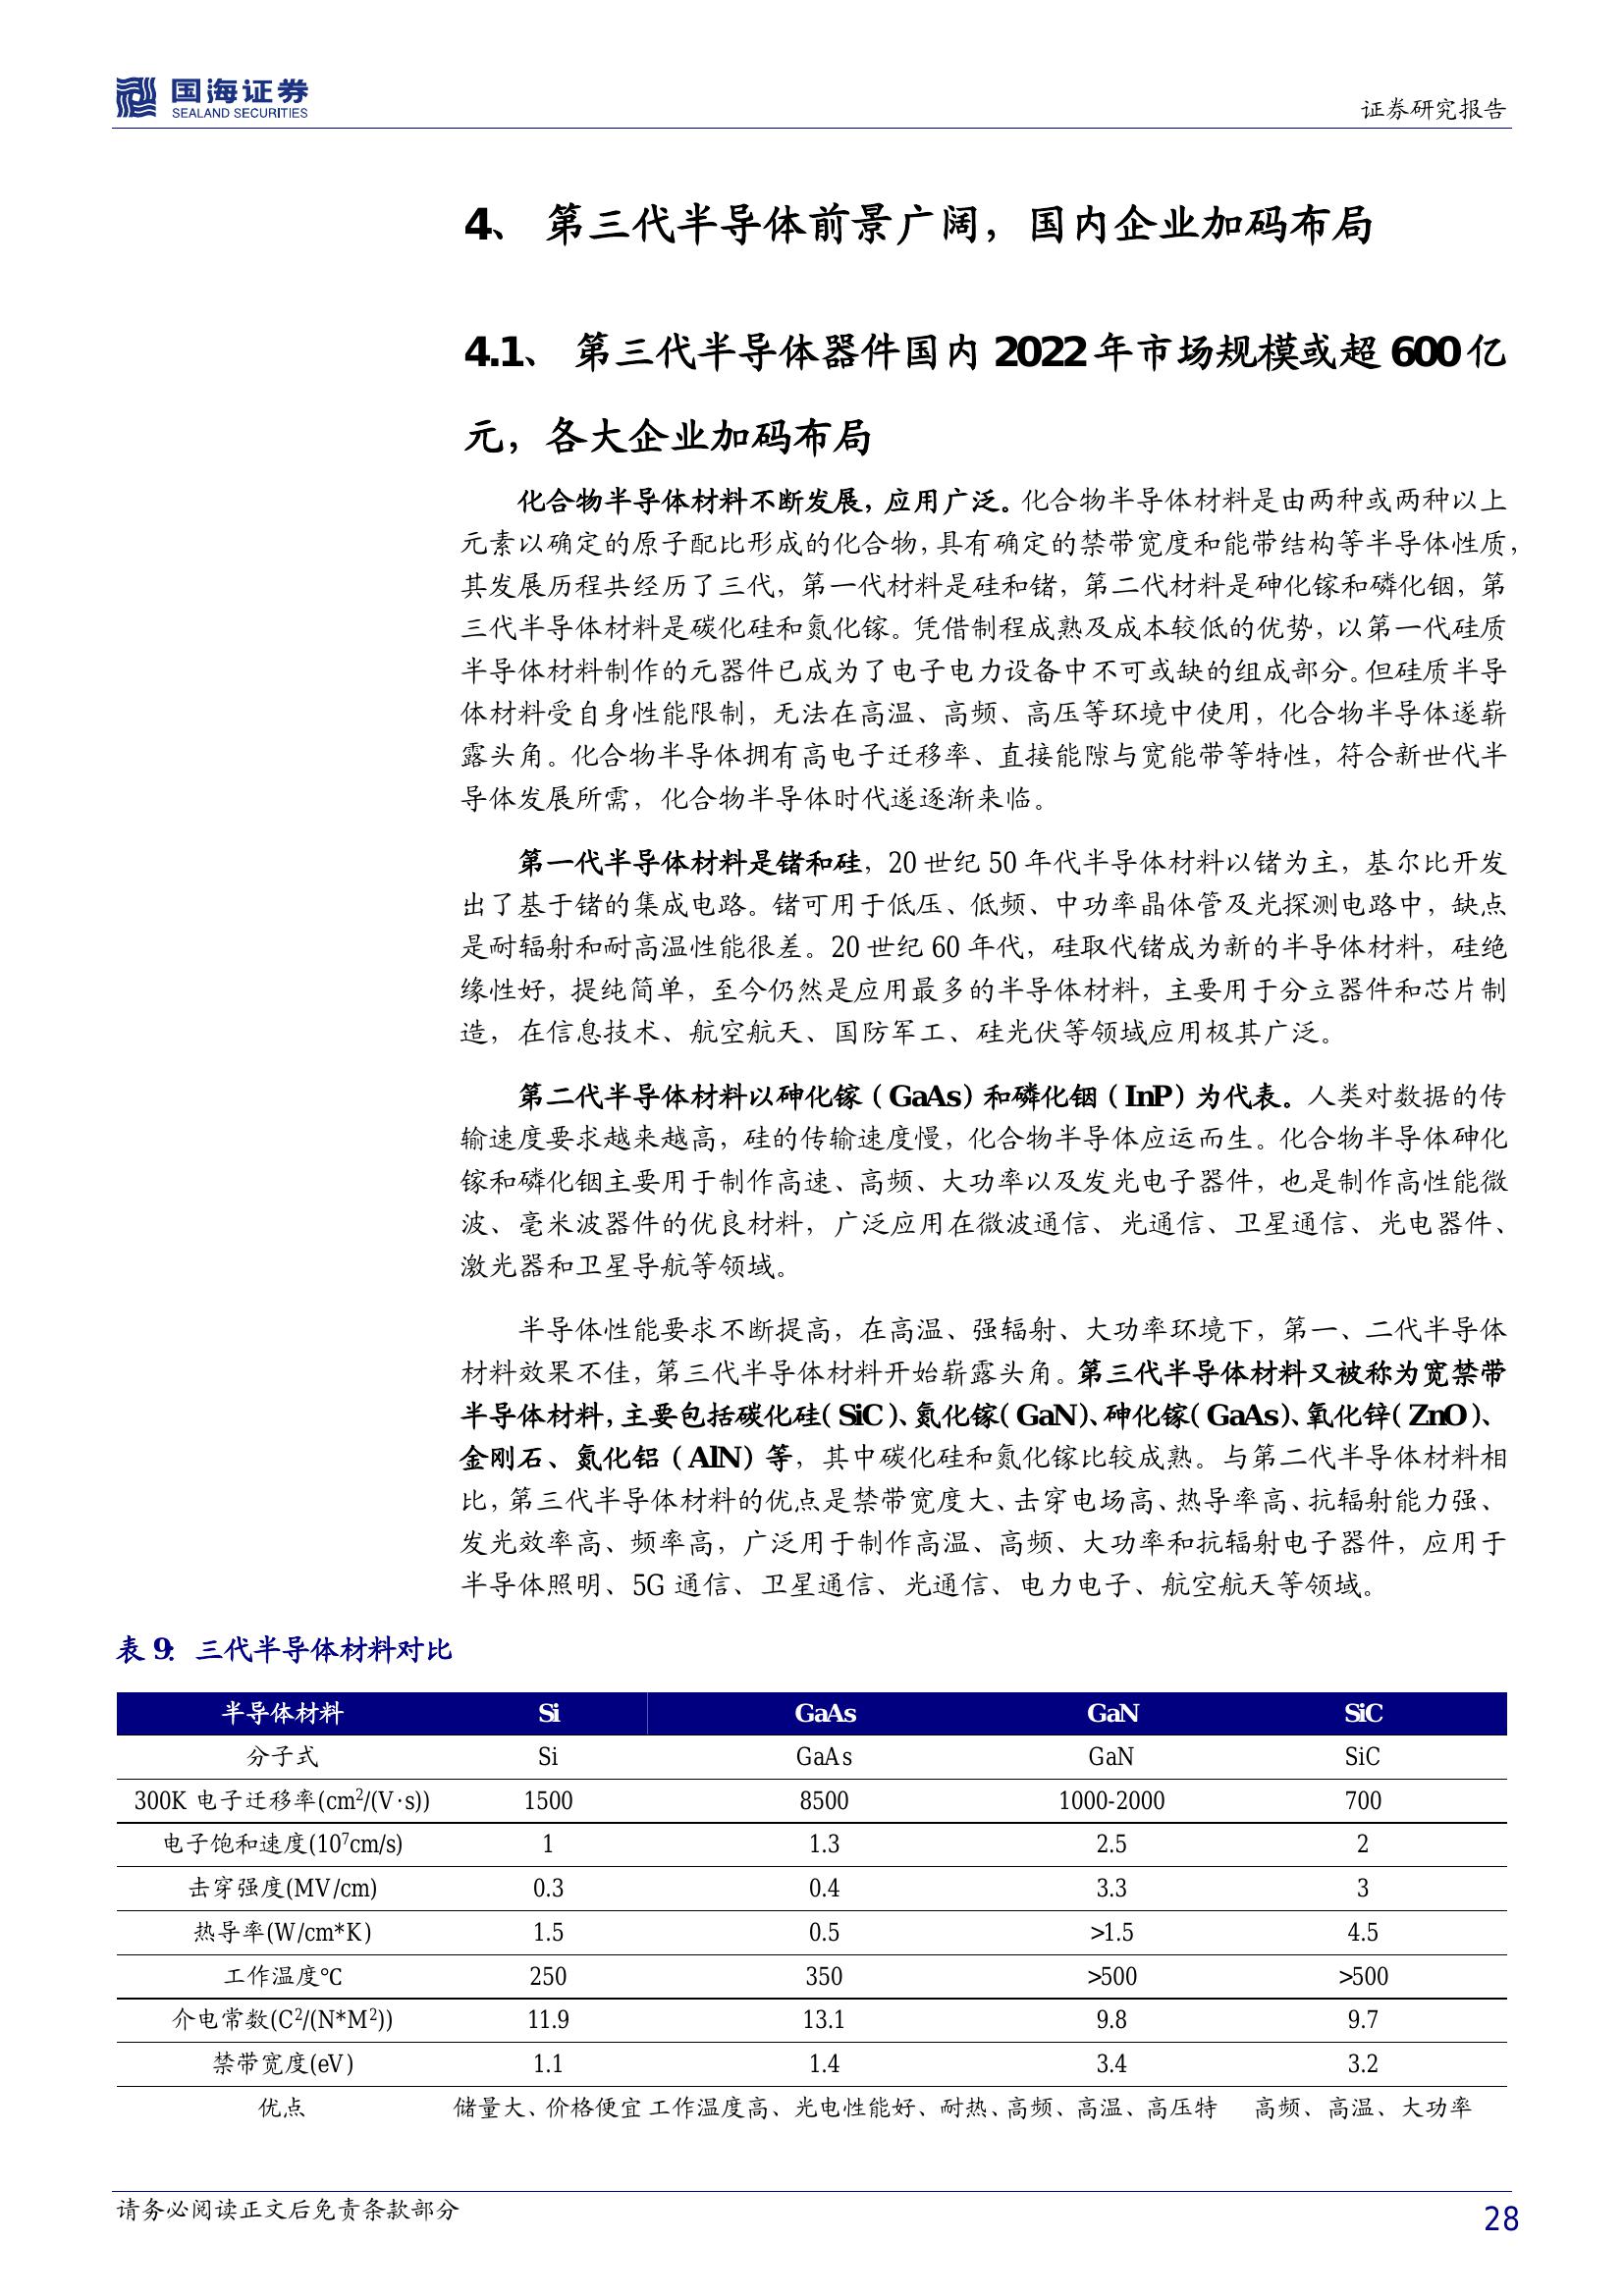 国海证券
SEALAND SECURITIES
证券研究报告
4、 第三代半导体前景广阔，国内企业加码布局
4.1、 第三代半导体器件国内 2022 年市场规模或超 600 亿
元，各大企业加码布局
化合物半导体材料不断发展，应用广泛。化合物半导体材料是由两种或两种以上
元素以确定的原子配比形成的化合物，具有确定的禁带宽度和能带结构等半导体性质，
其发展历程共经历了三代，第一代材料是硅和锗，第二代材料是砷化镓和磷化铟，第
三代半导体材料是碳化硅和氮化镓。凭借制程成熟及成本较低的优势，以第一代硅质
半导体材料制作的元器件已成为了电子电力设备中不可或缺的组成部分。但硅质半导
体材料受自身性能限制，无法在高温、高频、高压等环境中使用，化合物半导体遂崭
露头角。化合物半导体拥有高电子迁移率、直接能隙与宽能带等特性，符合新世代半
导体发展所需，化合物半导体时代遂逐渐来临。
第一代半导体材料是锗和硅，20 世纪 50 年代半导体材料以锗为主，基尔比开发
出了基于锗的集成电路。锗可用于低压、低频、中功率晶体管及光探测电路中，缺点
是耐辐射和耐高温性能很差。20 世纪 60 年代，硅取代锗成为新的半导体材料，硅绝
缘性好，提纯简单，至今仍然是应用最多的半导体材料，主要用于分立器件和芯片制
造，在信息技术、航空航天、国防军工、硅光伏等领域应用极其广泛。
第二代半导体材料以砷化镓（GaAs）和磷化铟（InP）为代表。人类对数据的传
输速度要求越来越高，硅的传输速度慢，化合物半导体应运而生。化合物半导体砷化
镓和磷化铟主要用于制作高速、高频、大功率以及发光电子器件，也是制作高性能微
波、毫米波器件的优良材料，广泛应用在微波通信、光通信、卫星通信、光电器件、
激光器和卫星导航等领域。
半导体性能要求不断提高，在高温、强辐射、大功率环境下，第一、二代半导体
材料效果不佳，第三代半导体材料开始崭露头角。第三代半导体材料又被称为宽禁带
半导体材料，主要包括碳化硅（SiC）、氮化镓（GaN）、砷化镓（GaAs）、氧化锌（ZnO）、
金刚石、氮化铝（AlN）等，其中碳化硅和氮化镓比较成熟。与第二代半导体材料相
比，第三代半导体材料的优点是禁带宽度大、击穿电场高、热导率高、抗辐射能力强、
发光效率高、频率高，广泛用于制作高温、高频、大功率和抗辐射电子器件，应用于
半导体照明、5G 通信、卫星通信、光通信、电力电子、航空航天等领域。
表 9：三代半导体材料对比
半导体材料 Si GaAs GaN SiC
分子式 Si GaAs GaN SiC
300K 电子迁移率(cm²/(V·s)) 1500 8500 1000-2000 700
电子饱和速度(10⁷cm/s) 1 1.3 2.5 2
击穿强度(MV/cm) 0.3 0.4 3.3 3
热导率(W/cm*K) 1.5 0.5 >1.5 4.5
工作温度℃ 250 350 >500 >500
介电常数(C²/(N*M²)) 11.9 13.1 9.8 9.7
禁带宽度(eV) 1.1 1.4 3.4 3.2
优点 储量大、价格便宜 工作温度高、光电性能好、耐热、 高频、高温、高压特 高频、高温、大功率
请务必阅读正文后免责条款部分
28